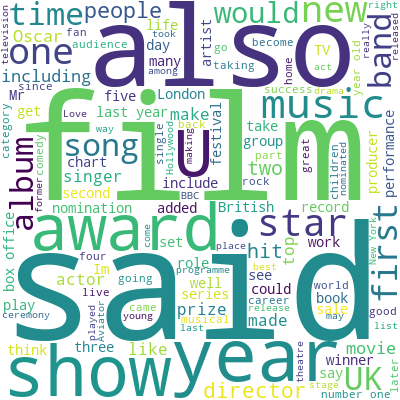 time
people
also
new
Oscar
would
life
one
artist
TV
band
many
audience
day
go
taking
become
fan
took
among
television
since
right
released
really
home
act
drama
including
Mr
get
five
London
last year
make
festival
music
success
year old
film
U
song
album
category
former
comedy
Love
way
chart
singer
second
single
making
Hollywood
back
include
BBC
take
group
two
part
rock
great
children
nominated
producer
performance
nomination
added
British
record
New York
award
star
first
box office
four
come
set
hit
top
work
see
could
place
actor
Im
going
role
programme
well
series
best
career
release
book
world
sale
may
said
play
ceremony
live
played
Aviator
came
young
musical
last
prize
made
theatre
stage
good
list
number one
think
three
like
winner
movie
say
later
show
year
director
UK